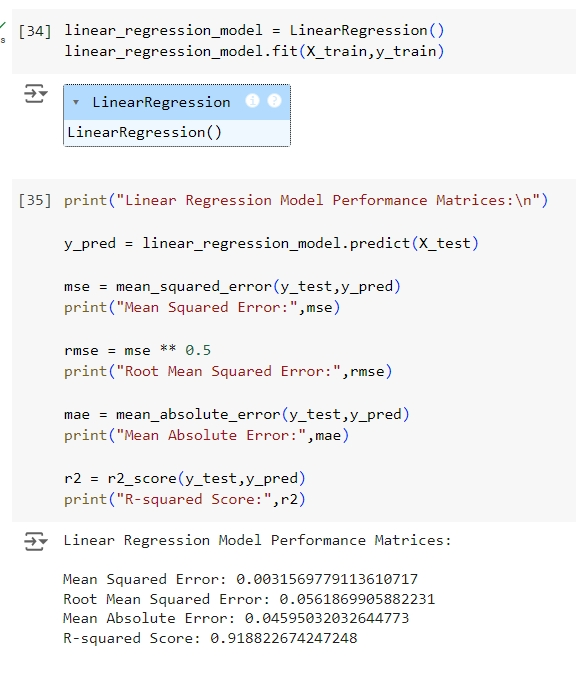 [34] linear_regression_model = LinearRegression()
linear_regression_model.fit(X_train,y_train)
s
▾ LinearRegression i ?
LinearRegression()
[35] print("Linear Regression Model Performance Matrices:\n")
y_pred = linear_regression_model.predict(X_test)
mse = mean_squared_error(y_test,y_pred)
print("Mean Squared Error:",mse)
rmse = mse ** 0.5
print("Root Mean Squared Error:",rmse)
mae = mean_absolute_error(y_test,y_pred)
print("Mean Absolute Error:",mae)
r2 = r2_score(y_test,y_pred)
print("R-squared Score:",r2)
Linear Regression Model Performance Matrices:
Mean Squared Error: 0.0031569779113610717
Root Mean Squared Error: 0.0561869905882231
Mean Absolute Error: 0.04595032032644773
R-squared Score: 0.918822674247248